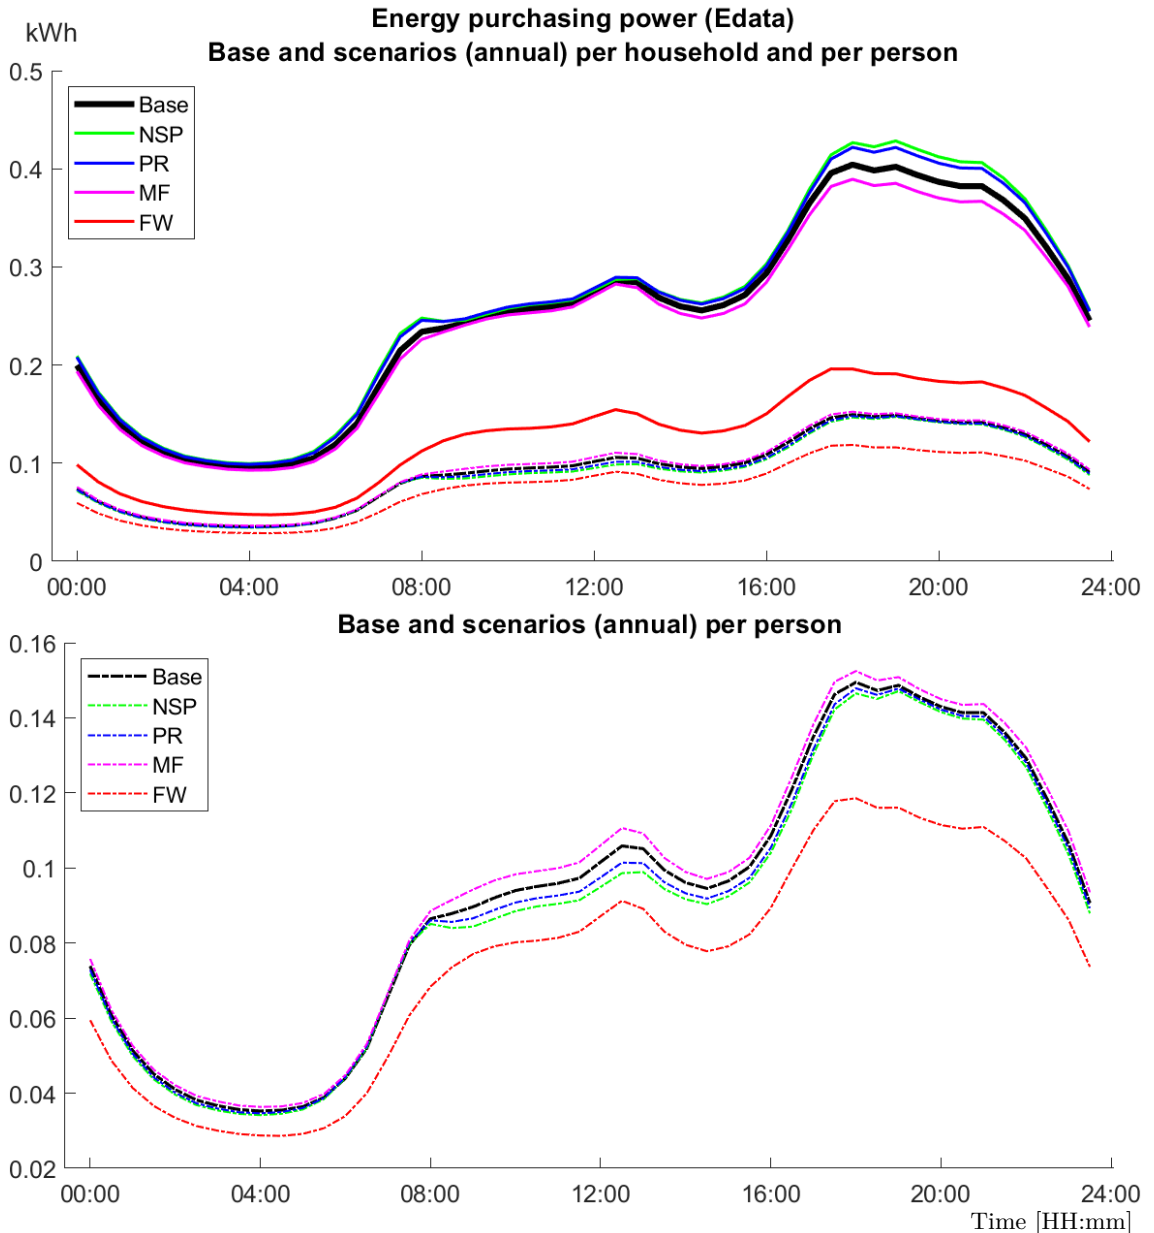 Energy purchasing power (Edata)
kWh
Base and scenarios (annual) per household and per person
0.5
Base
NSP
PR
MF
FW
0.4
0.3
0.2
0.1
0
00:00 04:00 08:00 12:00 16:00 20:00 24:00
Base and scenarios (annual) per person
0.16
Base
NSP
PR
MF
FW
0.14
0.12
0.1
0.08
0.06
0.04
0.02
00:00 04:00 08:00 12:00 16:00 20:00 24:00
Time [HH:mm]